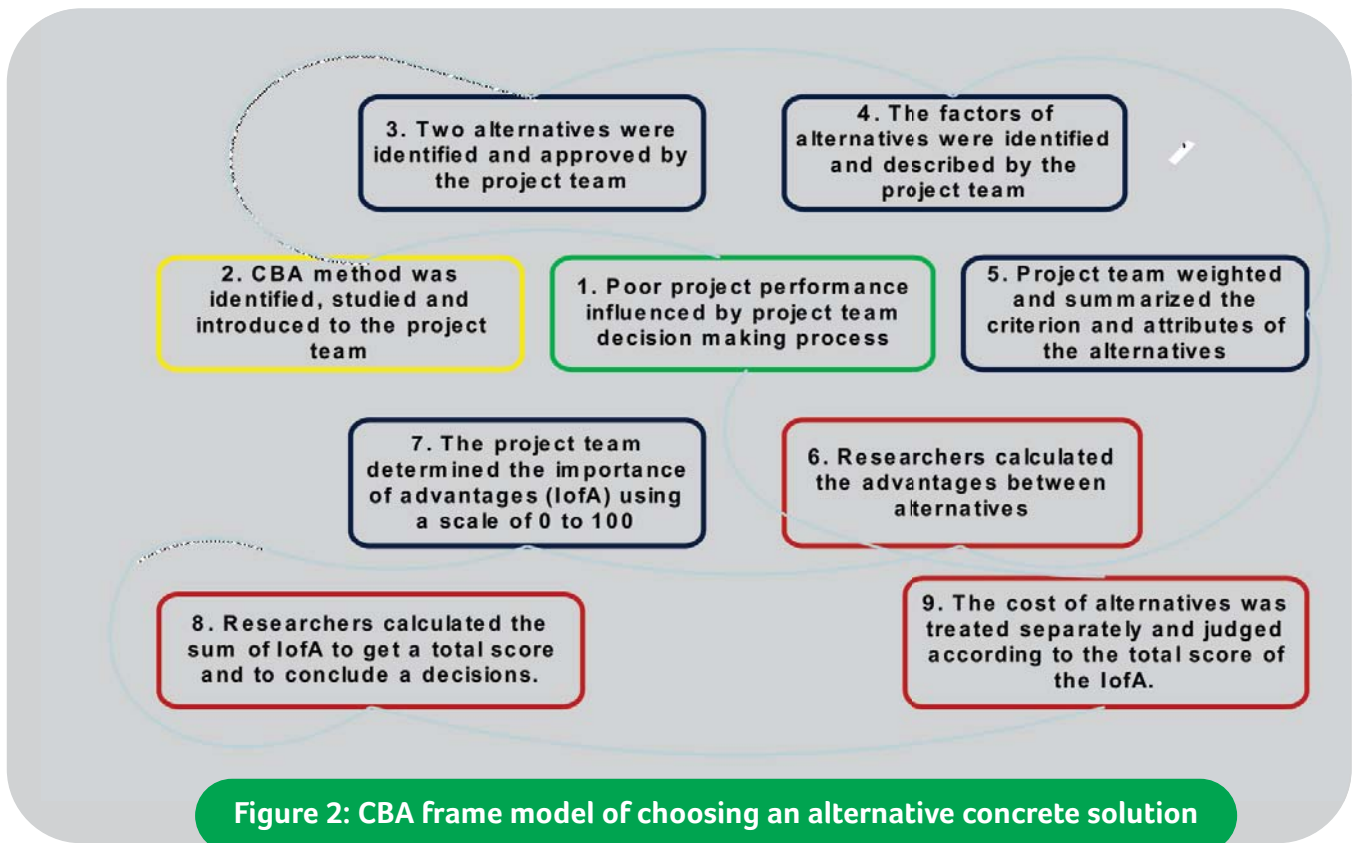 3. Two alternatives were
identified and approved by
the project team
4. The factors of
alternatives were identified
and described by the
project team
2. CBA method was
identified, studied and
introduced to the project
team
1. Poor project performance
influenced by project team
decision making process
5. Project team weighted
and summarized the
criterion and attributes of
the alternatives
7. The project team
determined the importance
of advantages (IofA) using
a scale of 0 to 100
6. Researchers calculated
the advantages between
alternatives
8. Researchers calculated the
sum of IofA to get a total score
and to conclude a decisions.
9. The cost of alternatives was
treated separately and judged
according to the total score of
the IofA.
Figure 2: CBA frame model of choosing an alternative concrete solution